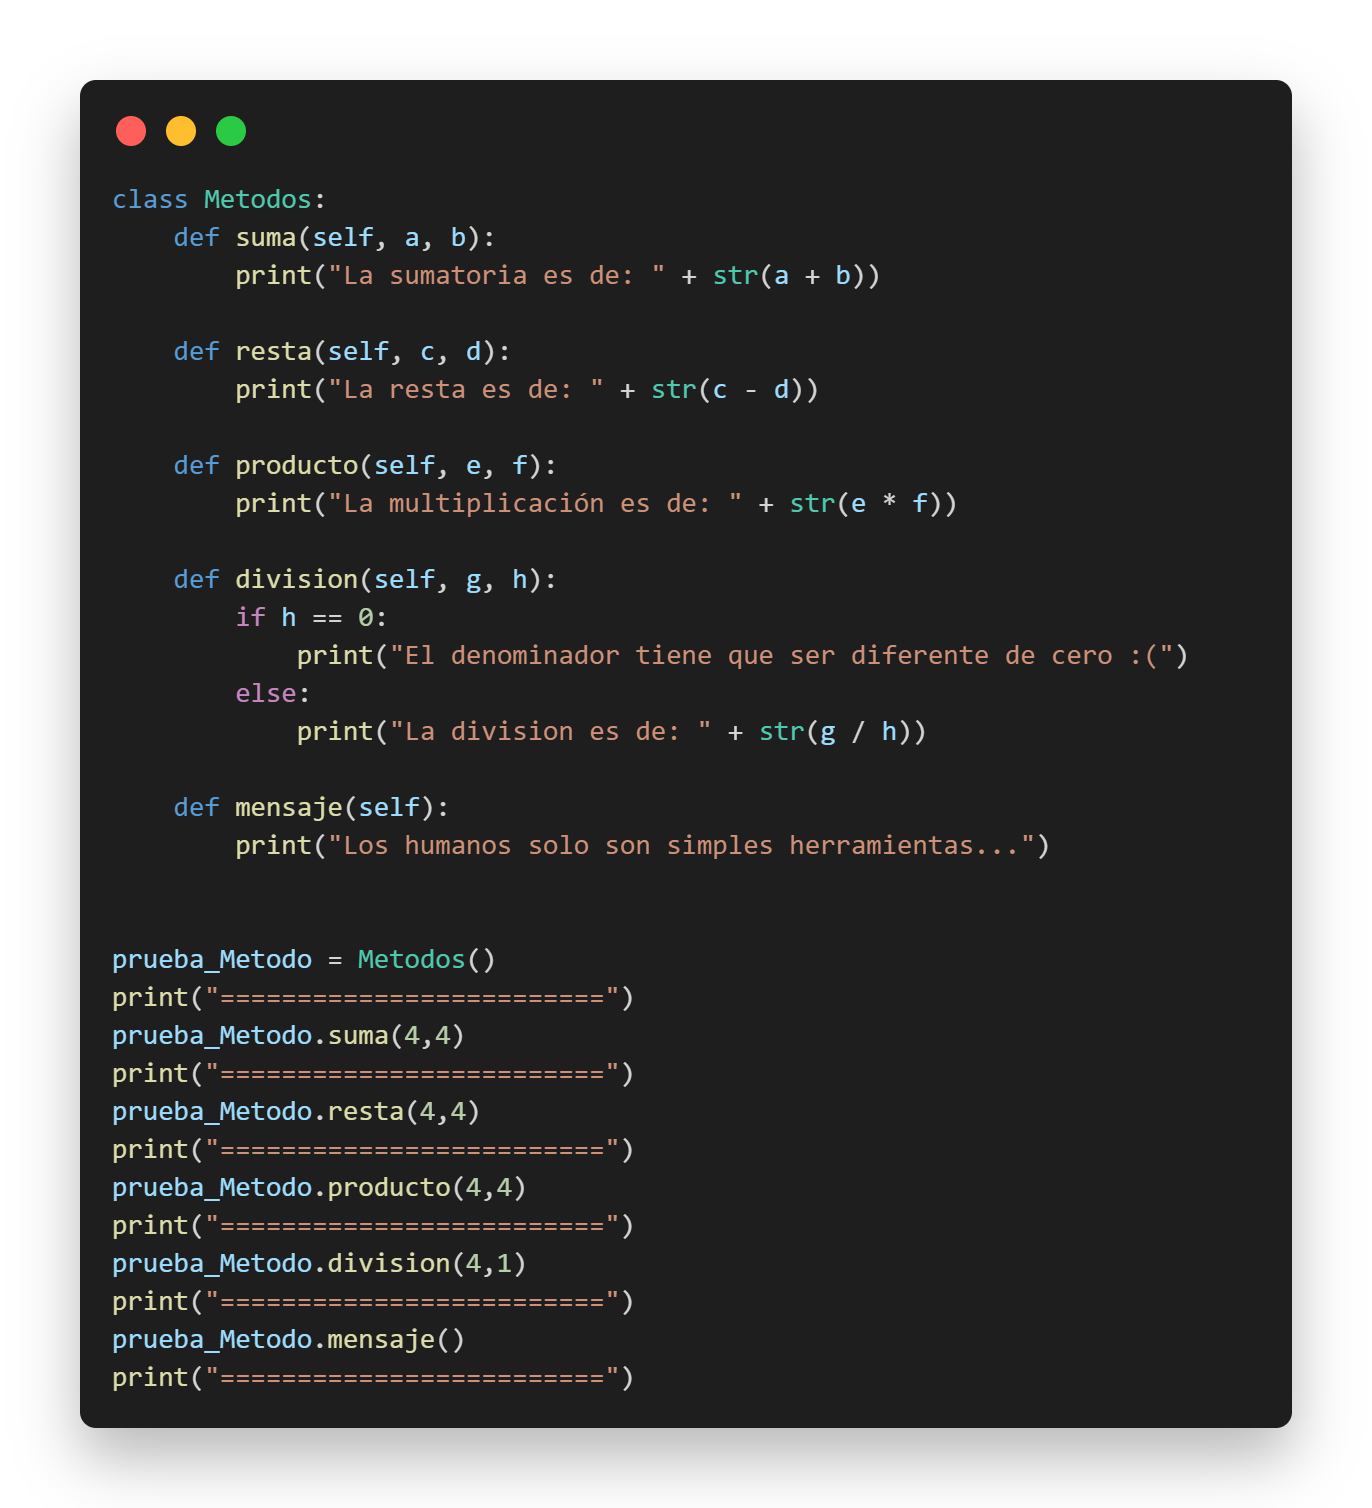 class Metodos:
    def suma(self, a, b):
        print("La sumatoria es de: " + str(a + b))

    def resta(self, c, d):
        print("La resta es de: " + str(c - d))

    def producto(self, e, f):
        print("La multiplicación es de: " + str(e * f))

    def division(self, g, h):
        if h == 0:
            print("El denominador tiene que ser diferente de cero :(")
        else:
            print("La division es de: " + str(g / h))

    def mensaje(self):
        print("Los humanos solo son simples herramientas...")


prueba_Metodo = Metodos()
print("=========================")
prueba_Metodo.suma(4,4)
print("=========================")
prueba_Metodo.resta(4,4)
print("=========================")
prueba_Metodo.producto(4,4)
print("=========================")
prueba_Metodo.division(4,1)
print("=========================")
prueba_Metodo.mensaje()
print("=========================")